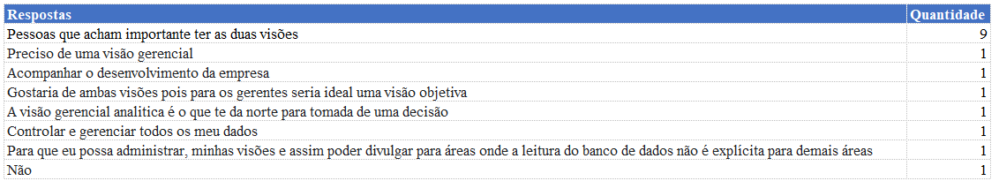 Respostas Quantidade
Pessoas que acham importante ter as duas visões 9
Preciso de uma visão gerencial 1
Acompanhar o desenvolvimento da empresa 1
Gostaria de ambas visões pois para os gerentes seria ideal uma visão objetiva 1
A visão gerencial analitica é o que te da norte para tomada de uma decisão 1
Controlar e gerenciar todos os meu dados 1
Para que eu possa administrar, minhas visões e assim poder divulgar para áreas onde a leitura do banco de dados não é explícita para demais áreas 1
Não 1